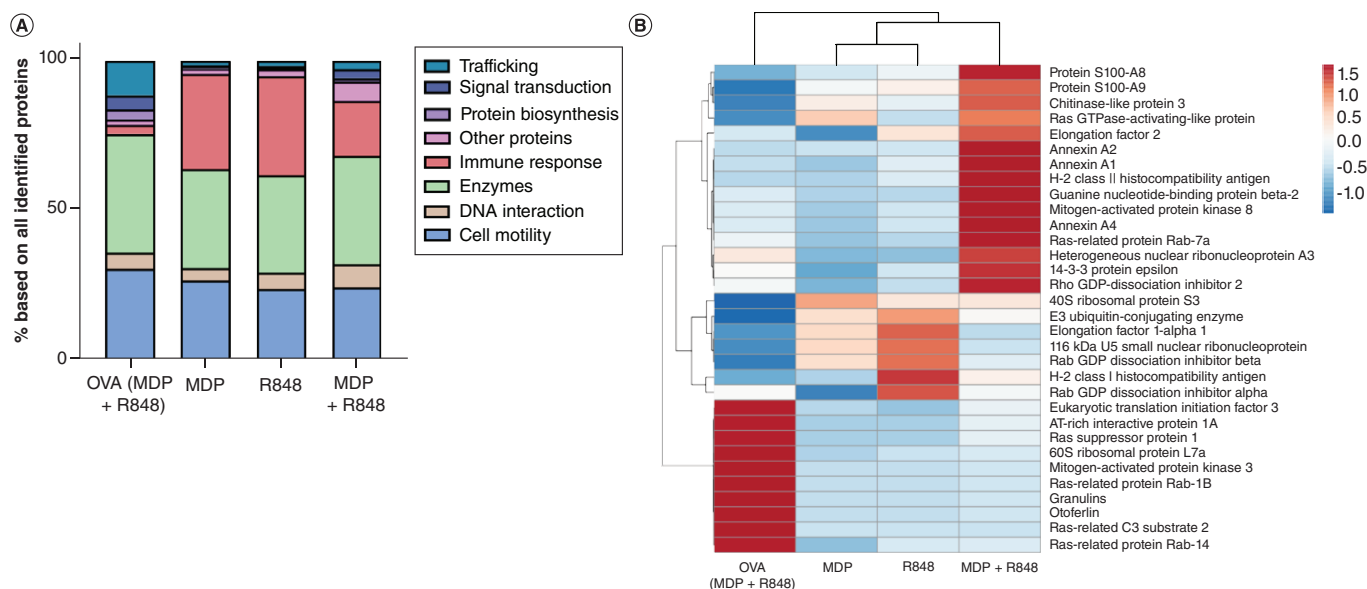 A
% based on all identified proteins
100
50
0
OVA (MDP
+ R848)
MDP
R848
MDP
+ R848
Trafficking
Signal transduction
Protein biosynthesis
Other proteins
Immune response
Enzymes
DNA interaction
Cell motility
B
Protein S100-A8
Protein S100-A9
Chitinase-like protein 3
Ras GTPase-activating-like protein
Elongation factor 2
Annexin A2
Annexin A1
H-2 class II histocompatibility antigen
Guanine nucleotide-binding protein beta-2
Mitogen-activated protein kinase 8
Annexin A4
Ras-related protein Rab-7a
Heterogeneous nuclear ribonucleoprotein A3
14-3-3 protein epsilon
Rho GDP-dissociation inhibitor 2
40S ribosomal protein S3
E3 ubiquitin-conjugating enzyme
Elongation factor 1-alpha 1
116 kDa U5 small nuclear ribonucleoprotein
Rab GDP dissociation inhibitor beta
H-2 class I histocompatibility antigen
Rab GDP dissociation inhibitor alpha
Eukaryotic translation initiation factor 3
AT-rich interactive protein 1A
Ras suppressor protein 1
60S ribosomal protein L7a
Mitogen-activated protein kinase 3
Ras-related protein Rab-1B
Granulins
Otoferlin
Ras-related C3 substrate 2
Ras-related protein Rab-14
OVA
(MDP + R848)
MDP
R848
MDP + R848
1.5
1.0
0.5
0.0
-0.5
-1.0